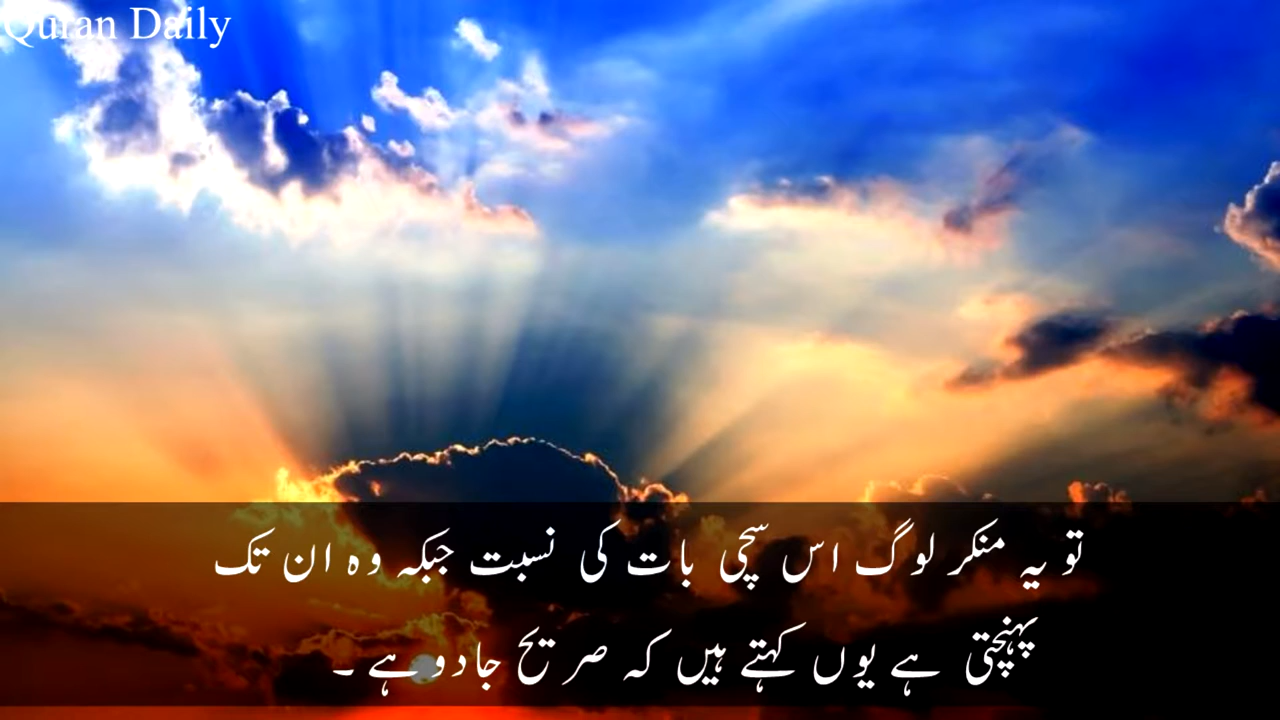 Quran Daily
تو یہ منکر لوگ اس سچی بات کی نسبت جبکہ وہ ان تک
پہنچتی ہے یوں کہتے ہیں کہ صریح جادو ہے ۔